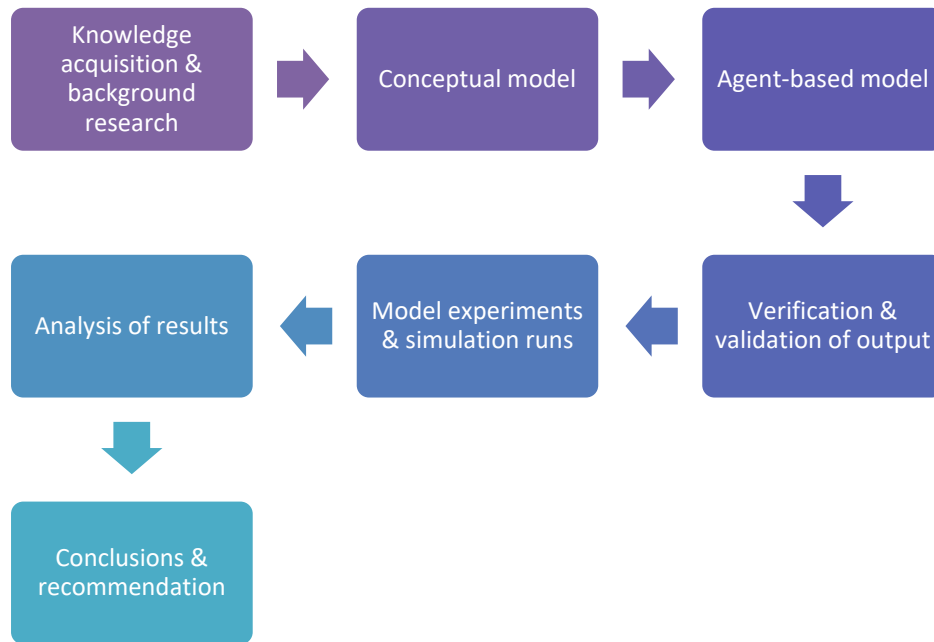 Knowledge
acquisition &
background
research
Conceptual model
Agent-based model
Verification &
validation of output
Model experiments
& simulation runs
Analysis of results
Conclusions &
recommendation